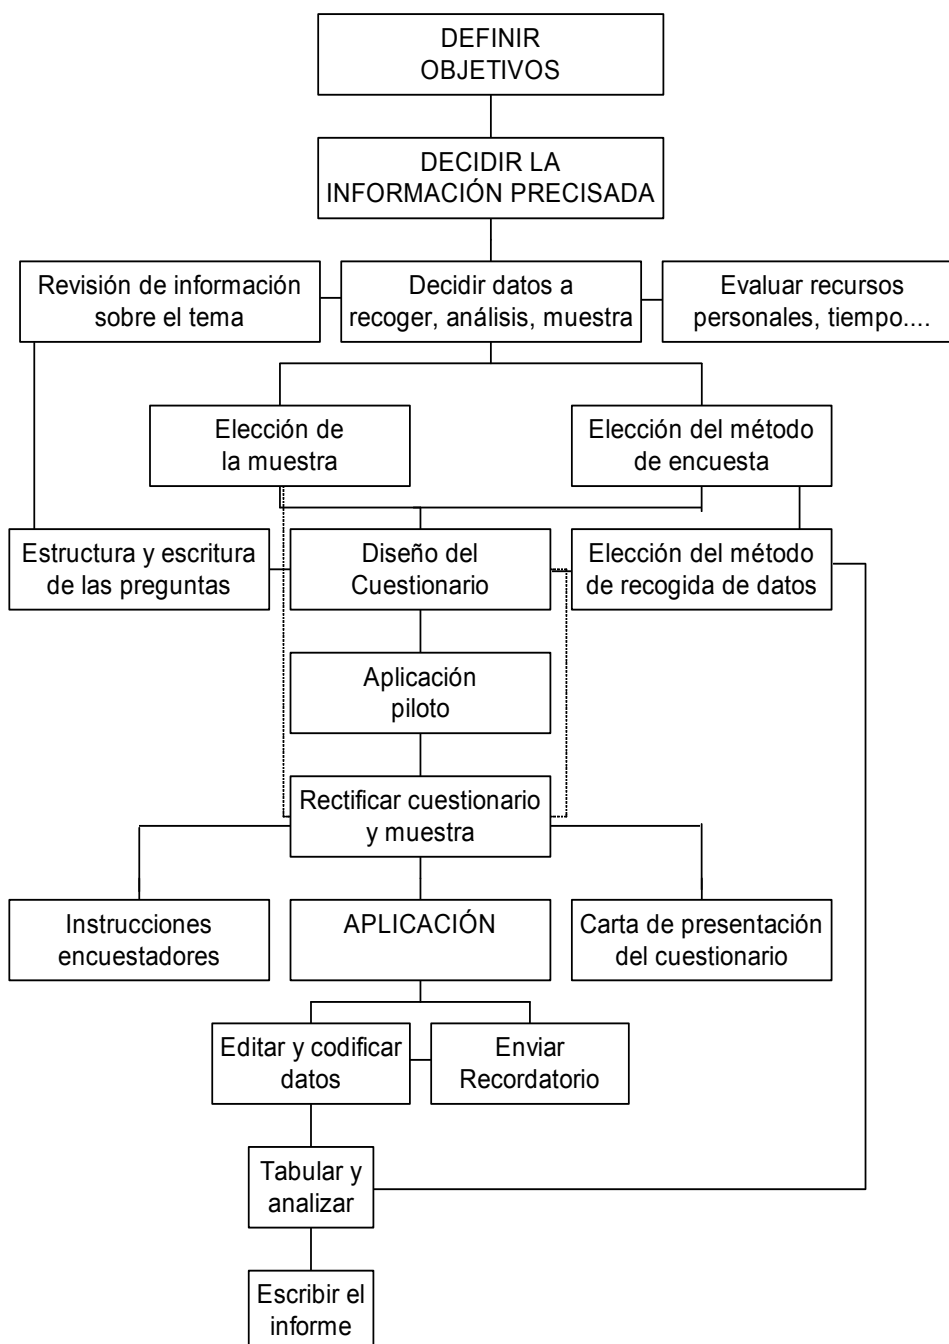 DEFINIR
OBJETIVOS
DECIDIR LA
INFORMACIÓN PRECISADA
Revisión de información
sobre el tema
Decidir datos a
recoger, análisis, muestra
Evaluar recursos
personales, tiempo....
Elección de
la muestra
Elección del método
de encuesta
Estructura y escritura
de las preguntas
Diseño del
Cuestionario
Elección del método
de recogida de datos
Aplicación
piloto
Rectificar cuestionario
y muestra
Instrucciones
encuestadores
APLICACIÓN
Carta de presentación
del cuestionario
Editar y codificar
datos
Enviar
Recordatorio
Tabular y
analizar
Escribir el
informe